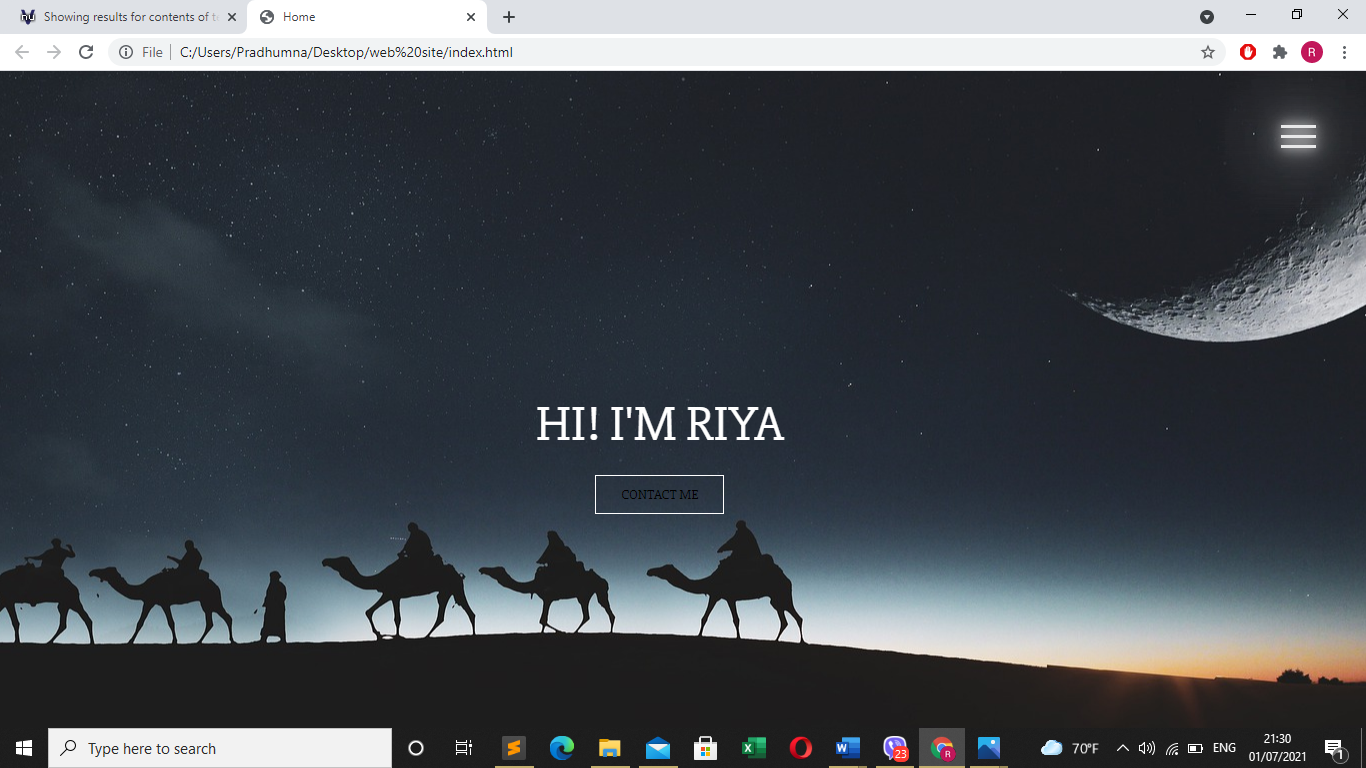 Showing results for contents of t
Home
File
C:/Users/Pradhumna/Desktop/web%20site/index.html
R
HI! I'M RIYA
CONTACT ME
Type here to search
23
R
70°F
ENG
21:30
01/07/2021
1